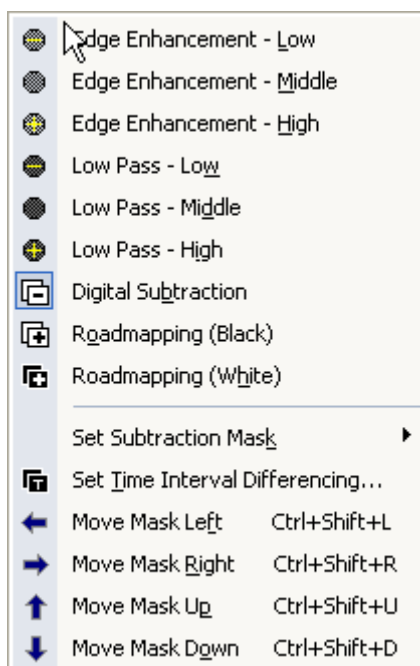 Edge Enhancement - Low
Edge Enhancement - Middle
Edge Enhancement - High
Low Pass - Low
Low Pass - Middle
Low Pass - High
Digital Subtraction
Roadmapping (Black)
Roadmapping (White)
Set Subtraction Mask
Set Time Interval Differencing...
Move Mask Left Ctrl+Shift+L
Move Mask Right Ctrl+Shift+R
Move Mask Up Ctrl+Shift+U
Move Mask Down Ctrl+Shift+D